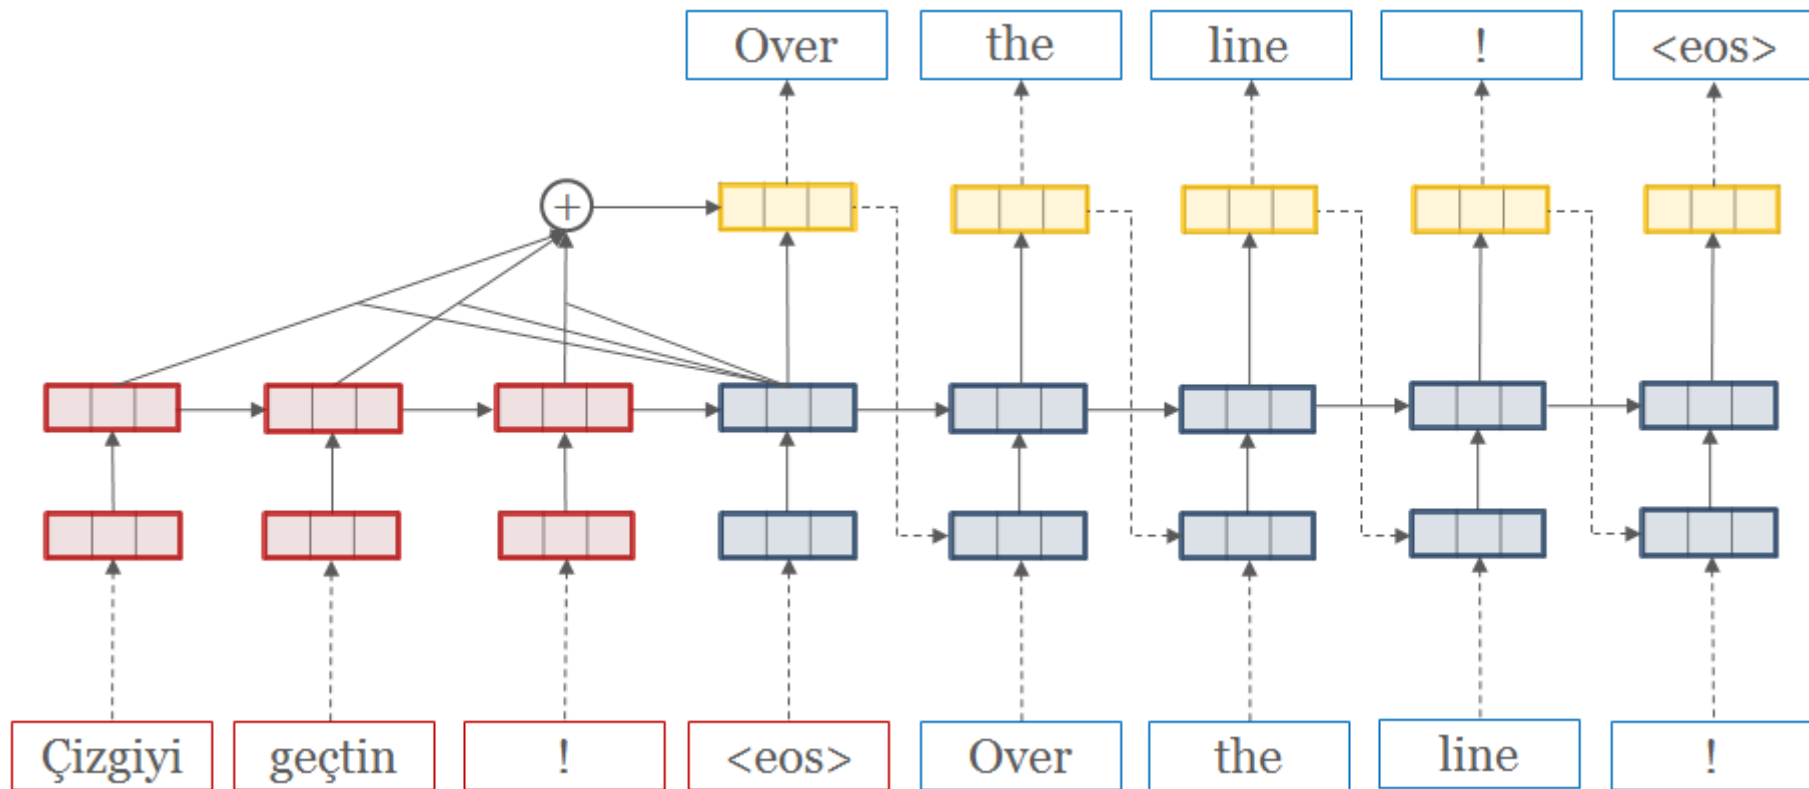 Over the line ! <eos>
+
Çizgiyi geçtin ! <eos> Over the line !